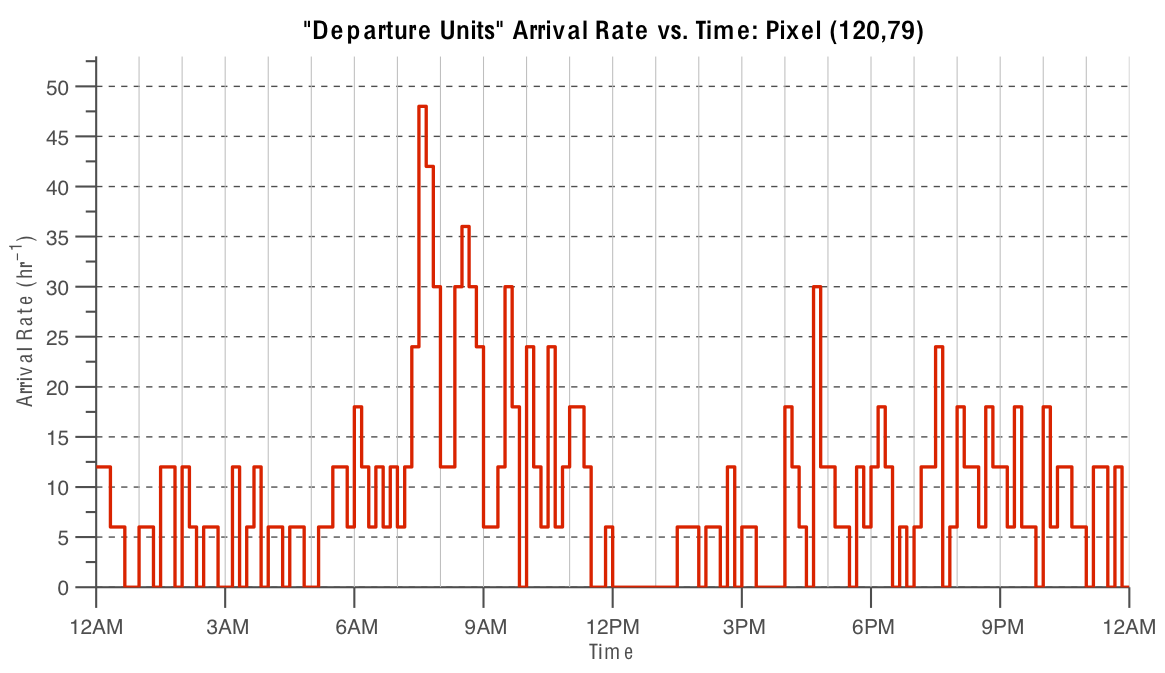 "Departure Units" Arrival Rate vs. Time: Pixel (120,79)
Arrival Rate (hr⁻¹)
50
45
40
35
30
25
20
15
10
5
0
12AM 3AM 6AM 9AM 12PM 3PM 6PM 9PM 12AM
Time